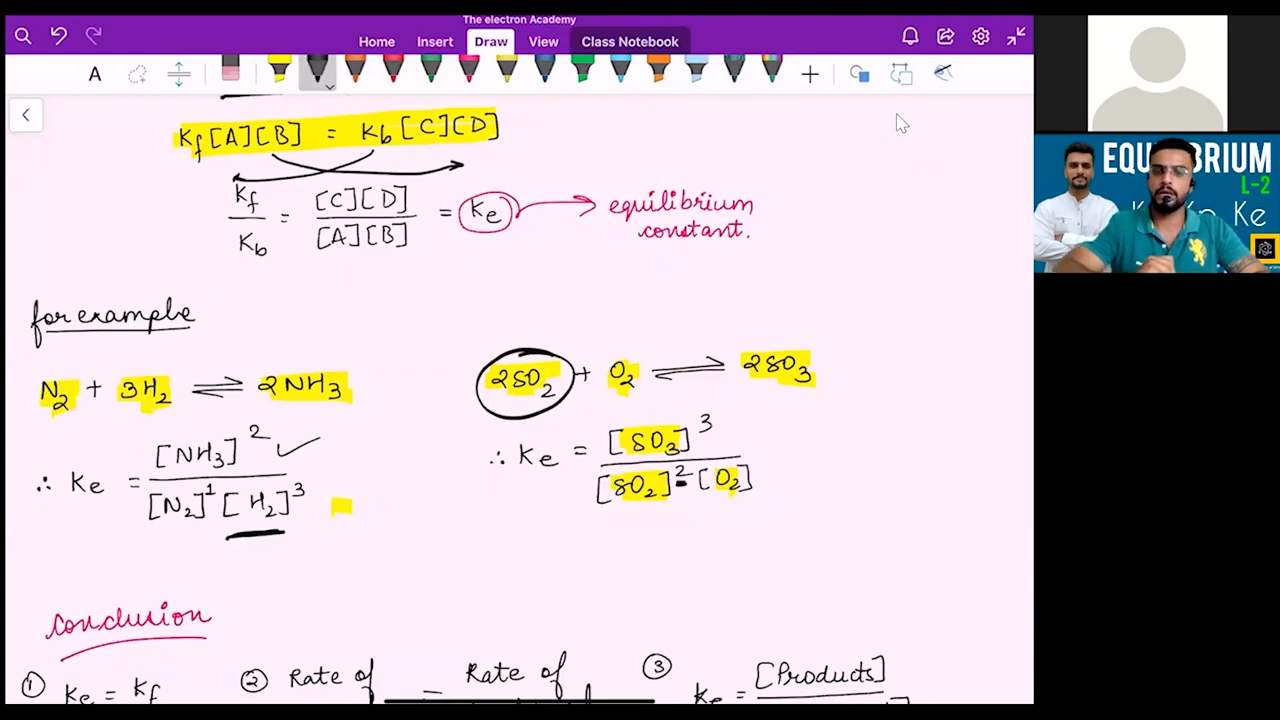 The electron Academy
Home Insert Draw View Class Notebook
A
EQUILIBRIUM
L-2
Ke
Kf[A][B] = Kb[C][D]
Kf/Kb = [C][D]/[A][B] = Ke → equilibrium constant.
for example
N2 + 3H2 ⇌ 2NH3
2SO2 + O2 ⇌ 2SO3
∴ Ke = [NH3]^2 / [N2]^1 [H2]^3
∴ Ke = [SO3]^3 / [SO2]^2 [O2]
conclusion
① Ke = Kf
② Rate of = Rate of
③ Ke = [Products]